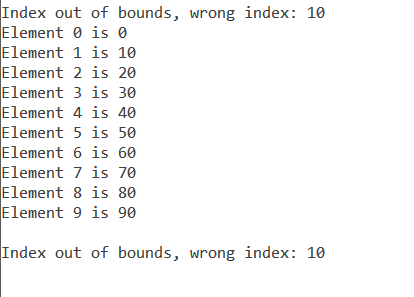 Index out of bounds, wrong index: 10
Element 0 is 0
Element 1 is 10
Element 2 is 20
Element 3 is 30
Element 4 is 40
Element 5 is 50
Element 6 is 60
Element 7 is 70
Element 8 is 80
Element 9 is 90
Index out of bounds, wrong index: 10